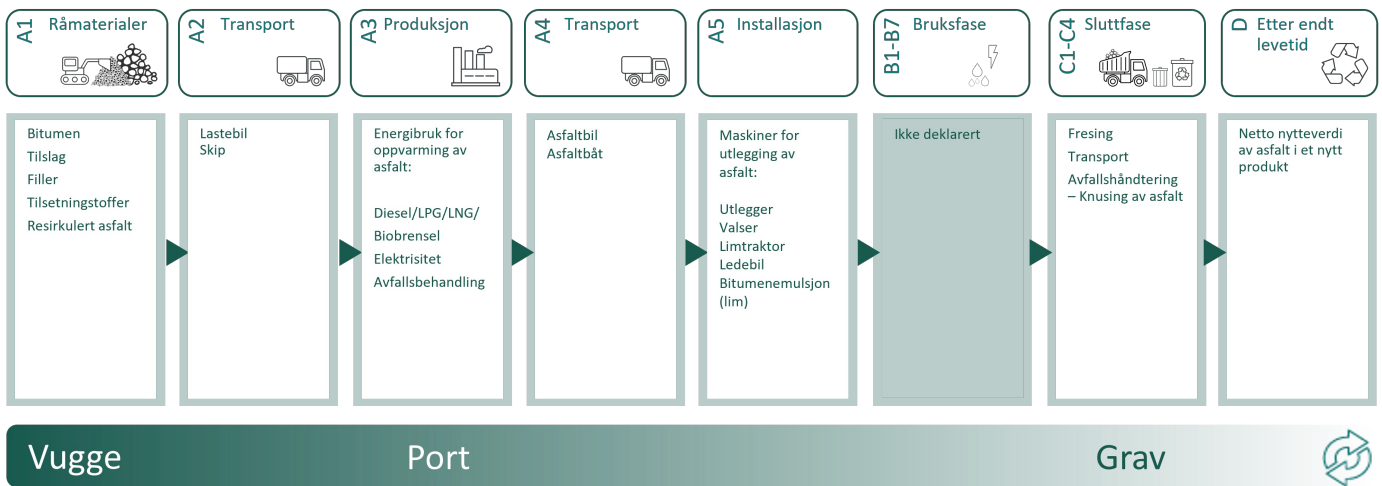 A1 Råmaterialer
A2 Transport
A3 Produksjon
A4 Transport
A5 Installasjon
B1-B7 Bruksfase
C1-C4 Sluttfase
D Etter endt
levetid
Bitumen
Tilslag
Filler
Tilsetningstoffer
Resirkulert asfalt
Lastebil
Skip
Energibruk for
oppvarming av
asfalt:
Diesel/LPG/LNG/
Biobrensel
Elektrisitet
Avfallsbehandling
Asfaltbil
Asfaltbåt
Maskiner for
utlegging av
asfalt:
Utlegger
Valser
Limtraktor
Ledebil
Bitumenemulsjon
(lim)
Ikke deklarert
Fresing
Transport
Avfallshåndtering
– Knusing av asfalt
Netto nytteverdi
av asfalt i et nytt
produkt
Vugge
Port
Grav